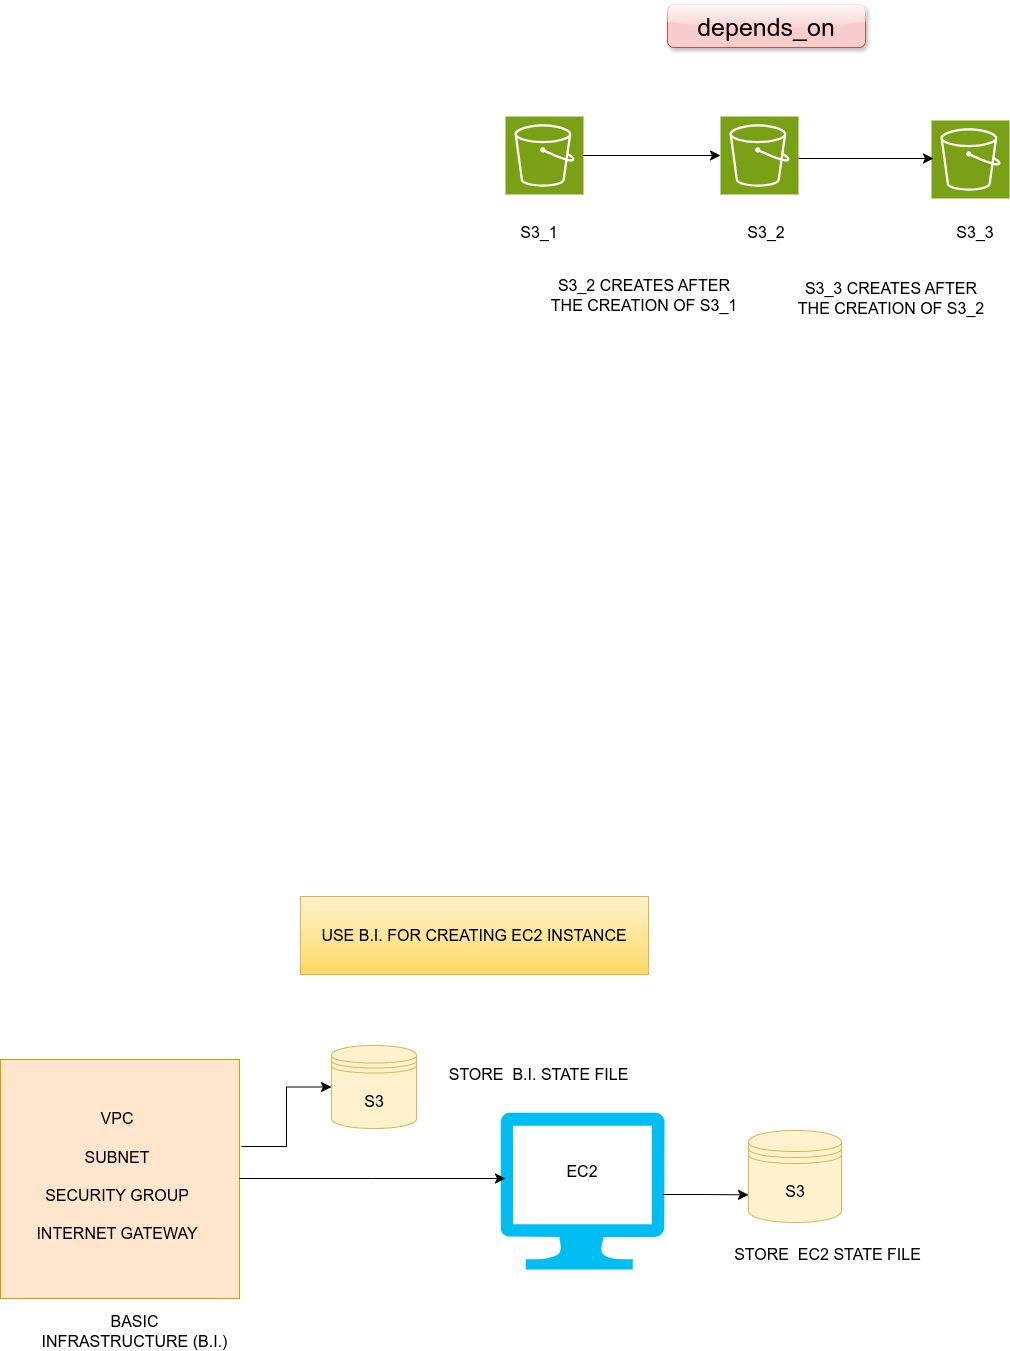 depends_on
S3_1
S3_2
S3_3
S3_2 CREATES AFTER
THE CREATION OF S3_1
S3_3 CREATES AFTER
THE CREATION OF S3_2
USE B.I. FOR CREATING EC2 INSTANCE
VPC
SUBNET
SECURITY GROUP
INTERNET GATEWAY
BASIC
INFRASTRUCTURE (B.I.)
S3
STORE  B.I. STATE FILE
EC2
S3
STORE  EC2 STATE FILE